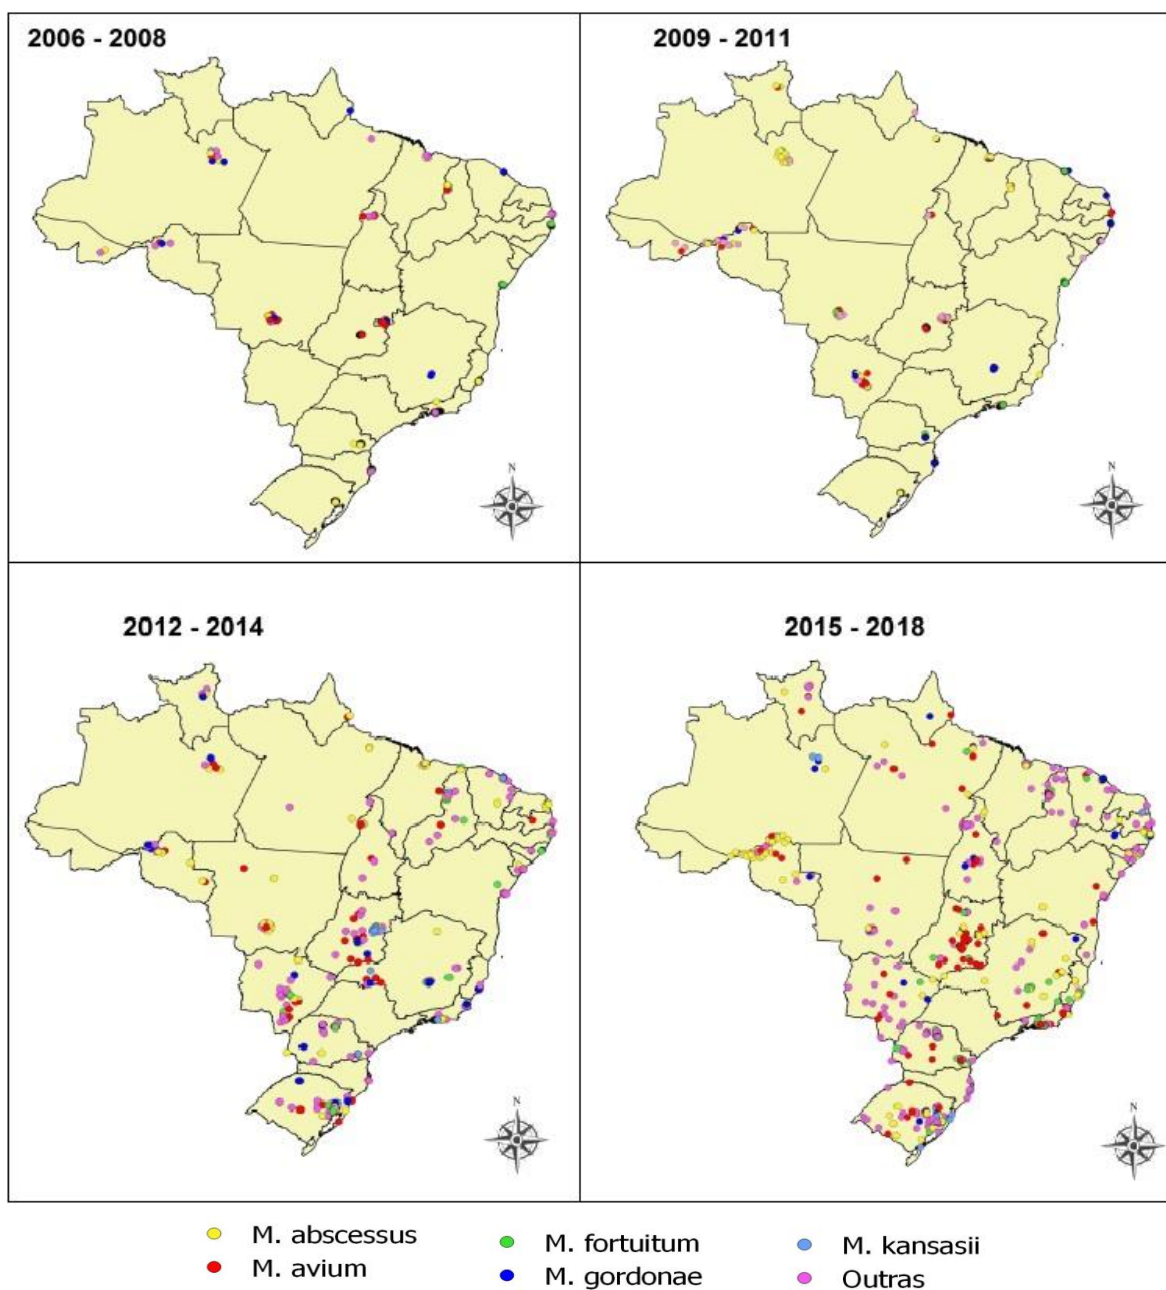 2006 - 2008
2009 - 2011
N
N
2012 - 2014
2015 - 2018
N
N
M. abscessus
M. fortuitum
M. kansasii
M. avium
M. gordonae
Outras